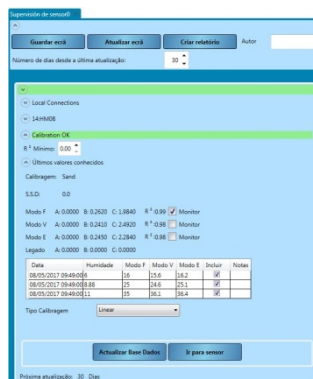 Supervisión de sensor0
Guardar ecrã Atualizar ecrã Criar relatório Autor
Número de dias desde a última atualização: 30
Local Connections
14:HM08
Calibration OK
R ² Mínimo: 0.00
Últimos valores conhecidos
Calibragem: Sand
S.S.D: 0.0
Modo F A: 0.0000 B: 0.2620 C: 1.9840 R ² :0.99 Monitor
Modo V A: 0.0000 B: 0.2410 C: 2.4920 R ² :0.98 Monitor
Modo E A: 0.0000 B: 0.2450 C: 2.2840 R ² :0.98 Monitor
Legado A: 0.0000 B: 0.0000 C: 0.0000
Data Humidade Modo F Modo V Modo E Incluir Notas
08/05/2017 09:49:00 6 16 15.6 16.2
08/05/2017 09:49:00 8.88 25 24.6 25.1
08/05/2017 09:49:00 11 35 36.1 36.4
Tipo Calibragem Linear
Actualizar Base Dados Ir para sensor
Próxima atualização: 30 Dias